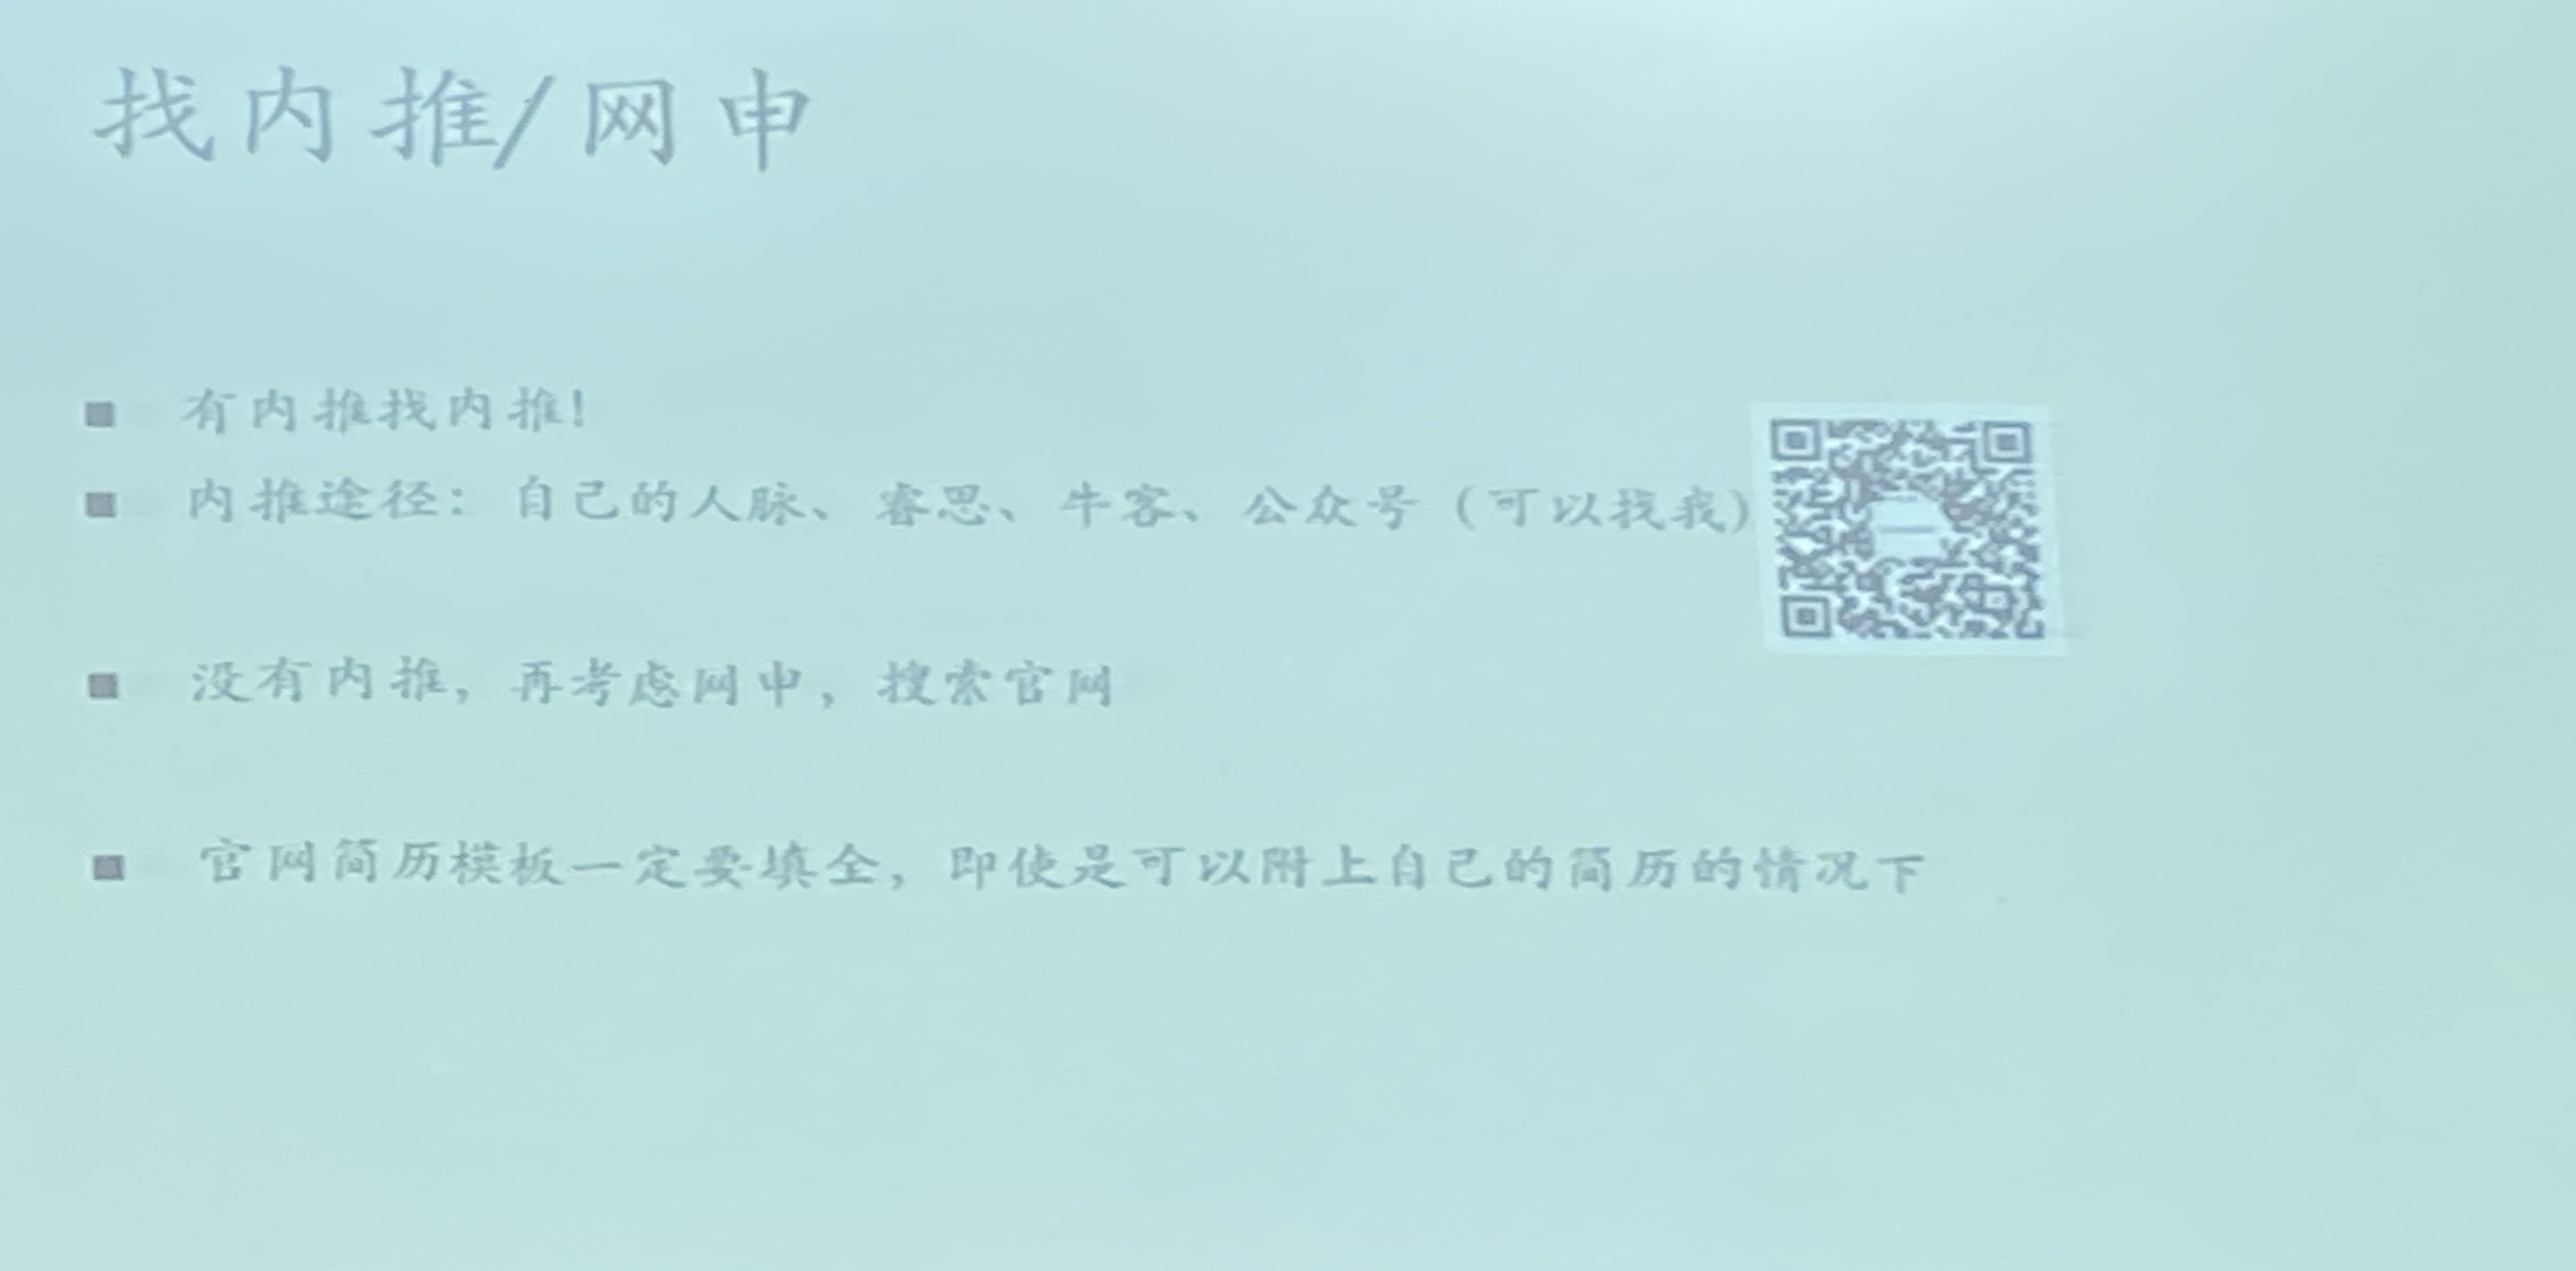 找内推/网申
有内推找内推！
内推途径：自己的人脉、睿思、牛客、公众号（可以找我）
没有内推，再考虑网申，搜索官网
官网简历模板一定要填全，即使是可以附上自己的简历的情况下